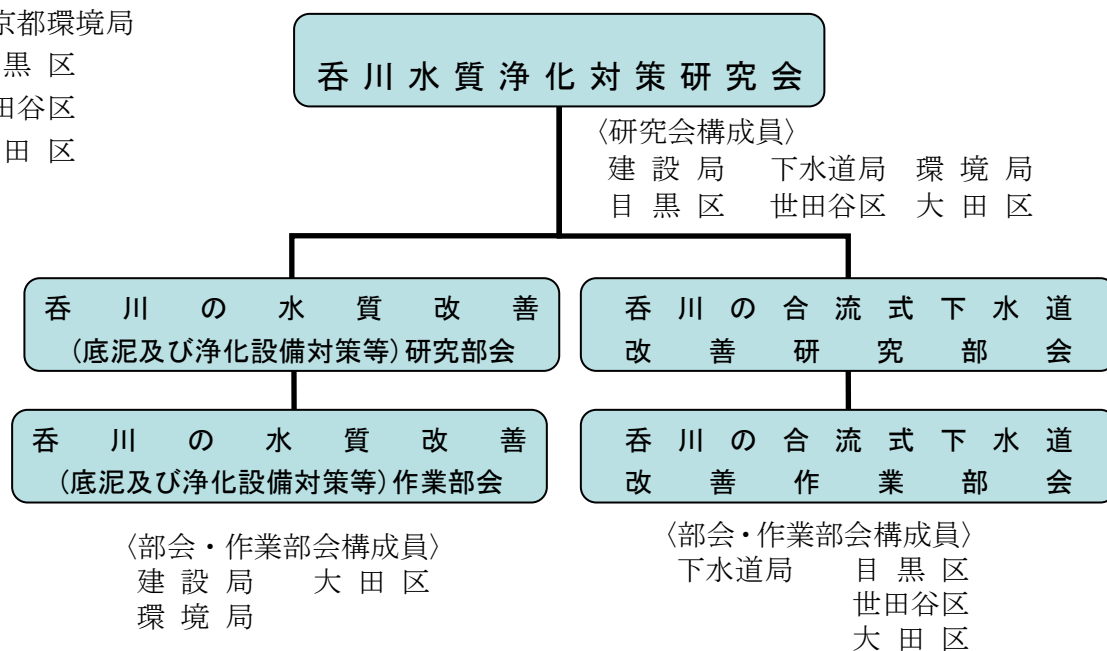 京都環境局
黒 区
田谷区
田 区
呑川水質浄化対策研究会
〈研究会構成員〉
建 設 局 下水道局 環 境 局
目 黒 区 世田谷区 大 田 区
呑川の水質改善
(底泥及び浄化設備対策等)研究部会
呑川の合流式下水道
改善研究部会
呑川の水質改善
(底泥及び浄化設備対策等)作業部会
呑川の合流式下水道
改善作業部会
〈部会・作業部会構成員〉
建 設 局 大 田 区
環 境 局
〈部会・作業部会構成員〉
下水道局 目 黒 区
世田谷区
大 田 区